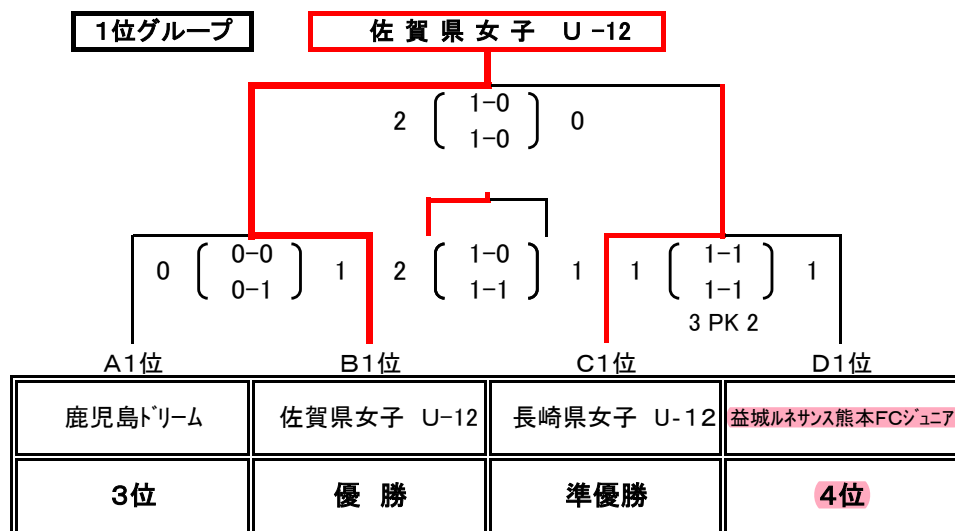 1位グループ
佐賀県女子 U-12
2 1-0 0
1-0
0 0-0 1 2 1-0 1 1 1-1 1
0-1 1-1 1-1
3 PK 2
A1位 B1位 C1位 D1位
鹿児島ドリーム 佐賀県女子 U-12 長崎県女子 U-12 益城ルネサンス熊本FCジュニア
3位 優勝 準優勝 4位